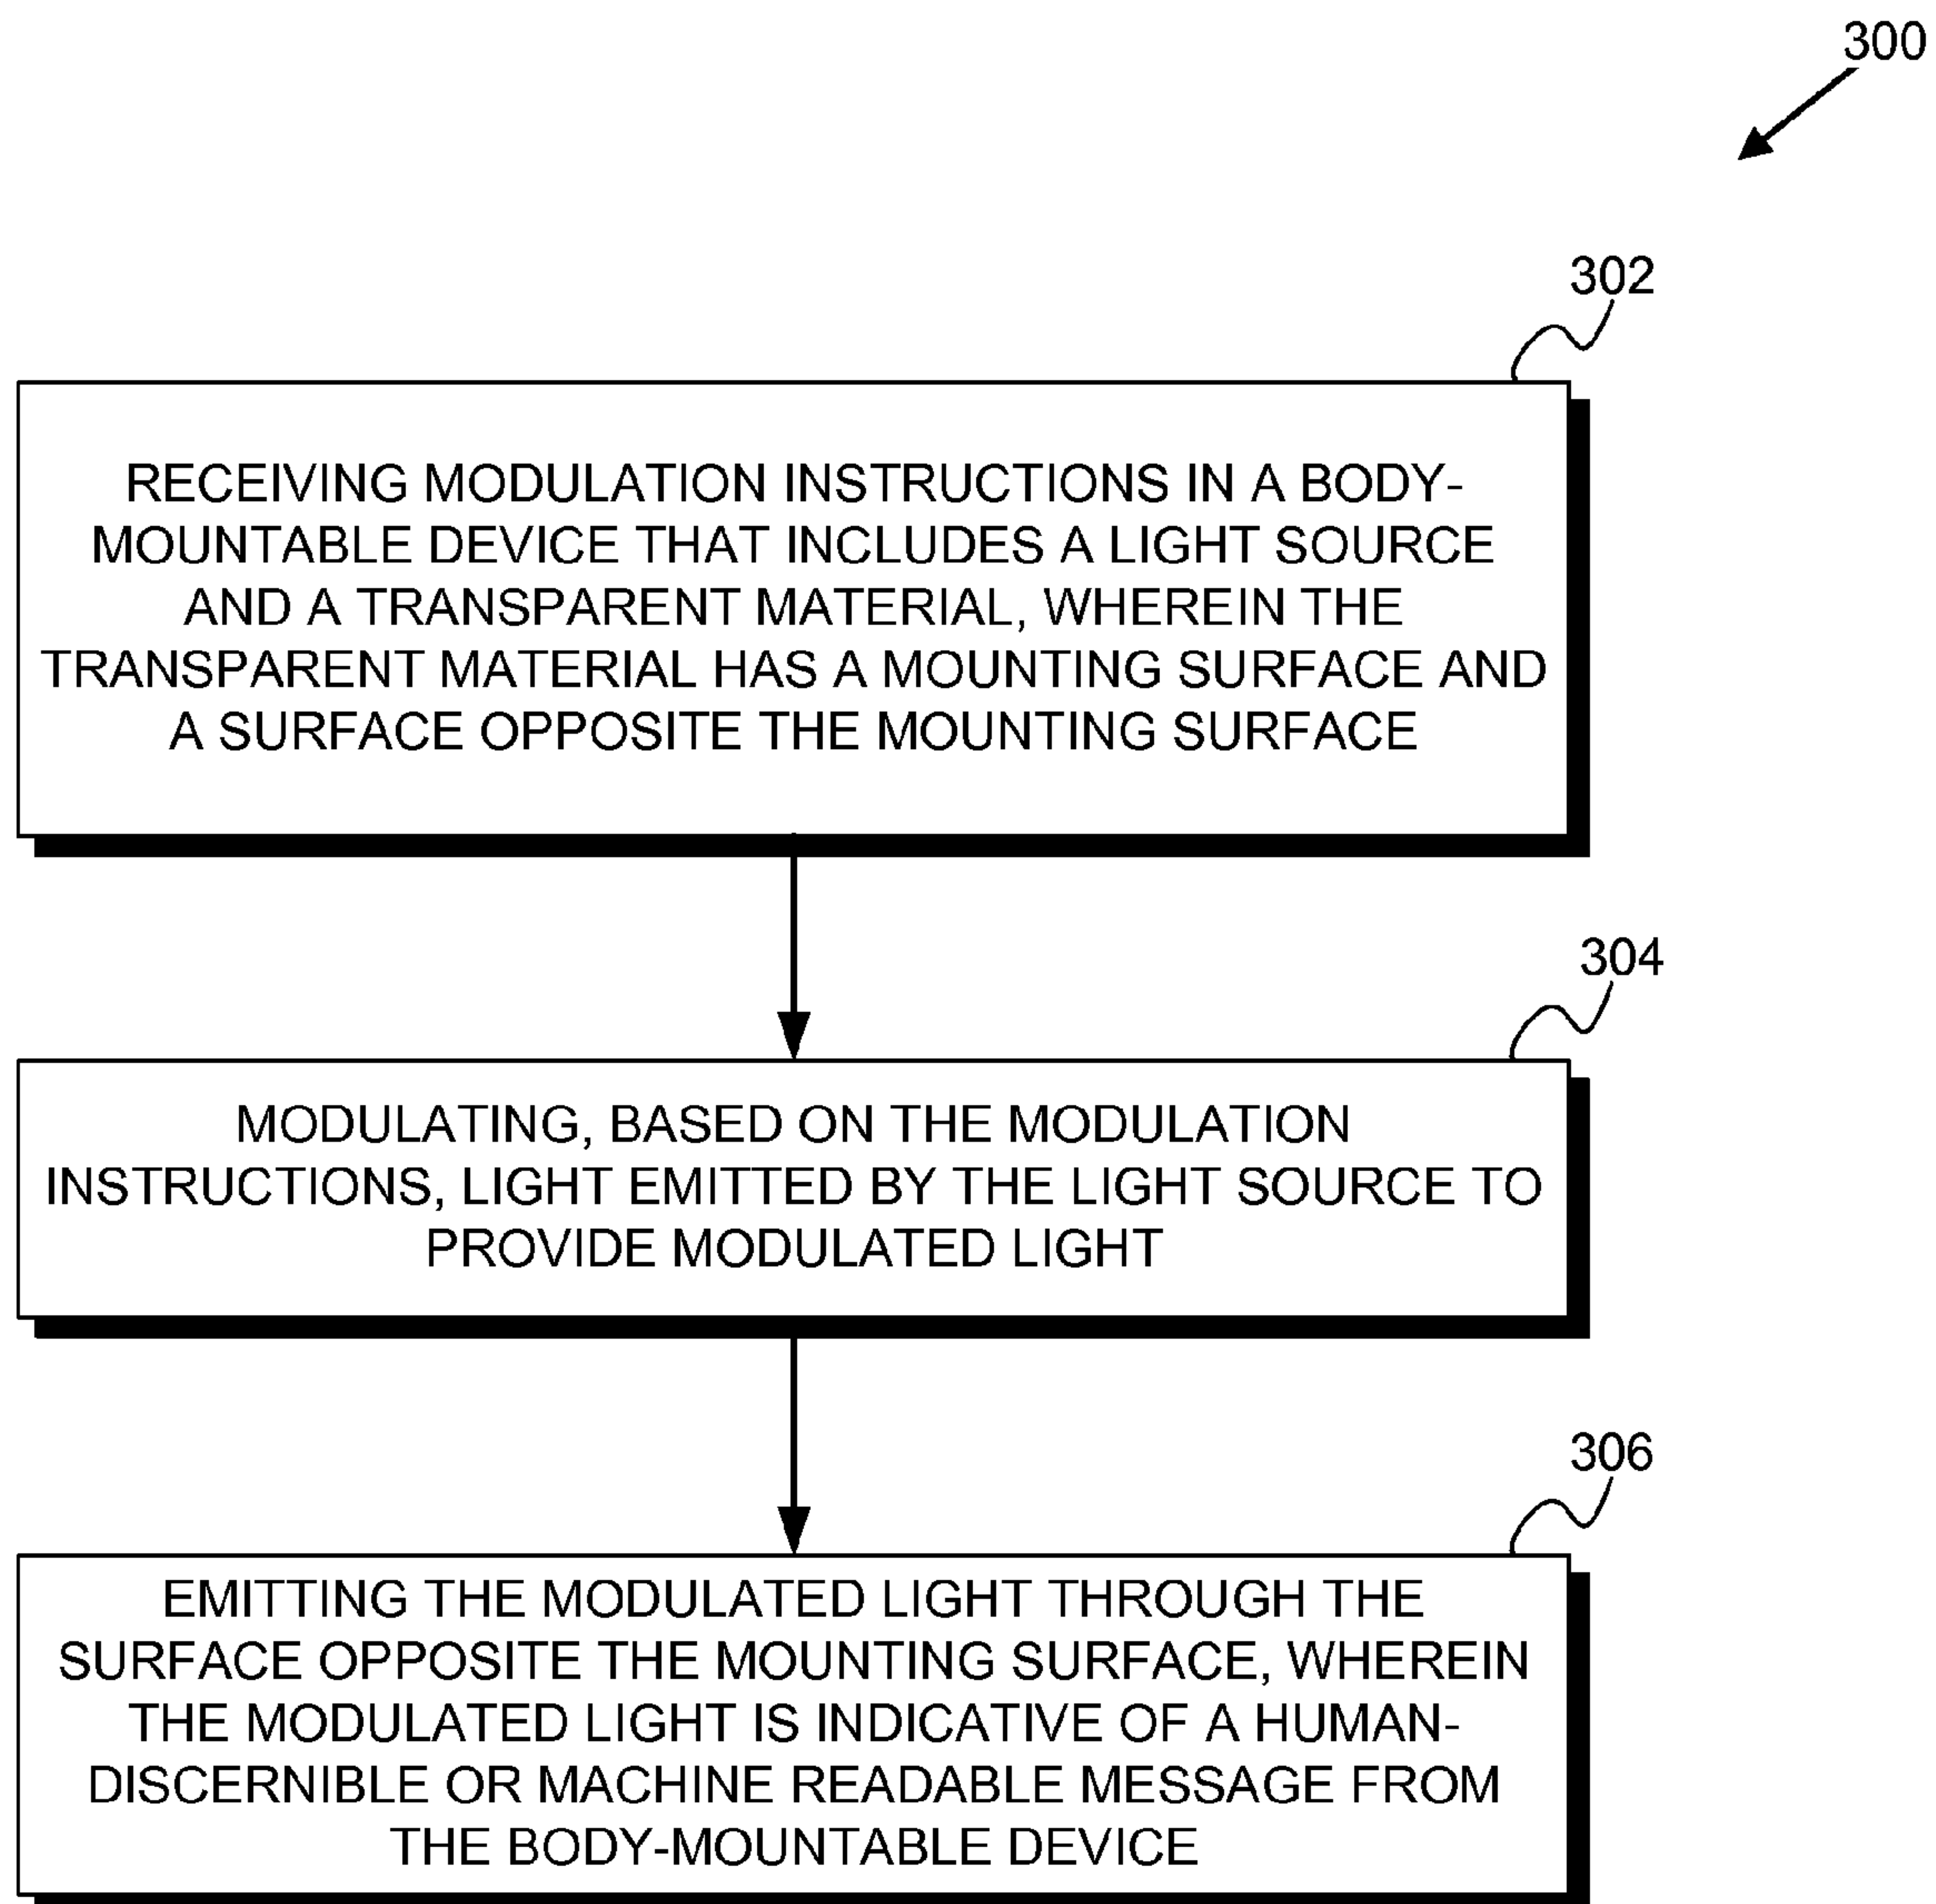 300
302
RECEIVING MODULATION INSTRUCTIONS IN A BODY-
MOUNTABLE DEVICE THAT INCLUDES A LIGHT SOURCE
AND A TRANSPARENT MATERIAL, WHEREIN THE
TRANSPARENT MATERIAL HAS A MOUNTING SURFACE AND
A SURFACE OPPOSITE THE MOUNTING SURFACE
304
MODULATING, BASED ON THE MODULATION
INSTRUCTIONS, LIGHT EMITTED BY THE LIGHT SOURCE TO
PROVIDE MODULATED LIGHT
306
EMITTING THE MODULATED LIGHT THROUGH THE
SURFACE OPPOSITE THE MOUNTING SURFACE, WHEREIN
THE MODULATED LIGHT IS INDICATIVE OF A HUMAN-
DISCERNIBLE OR MACHINE READABLE MESSAGE FROM
THE BODY-MOUNTABLE DEVICE